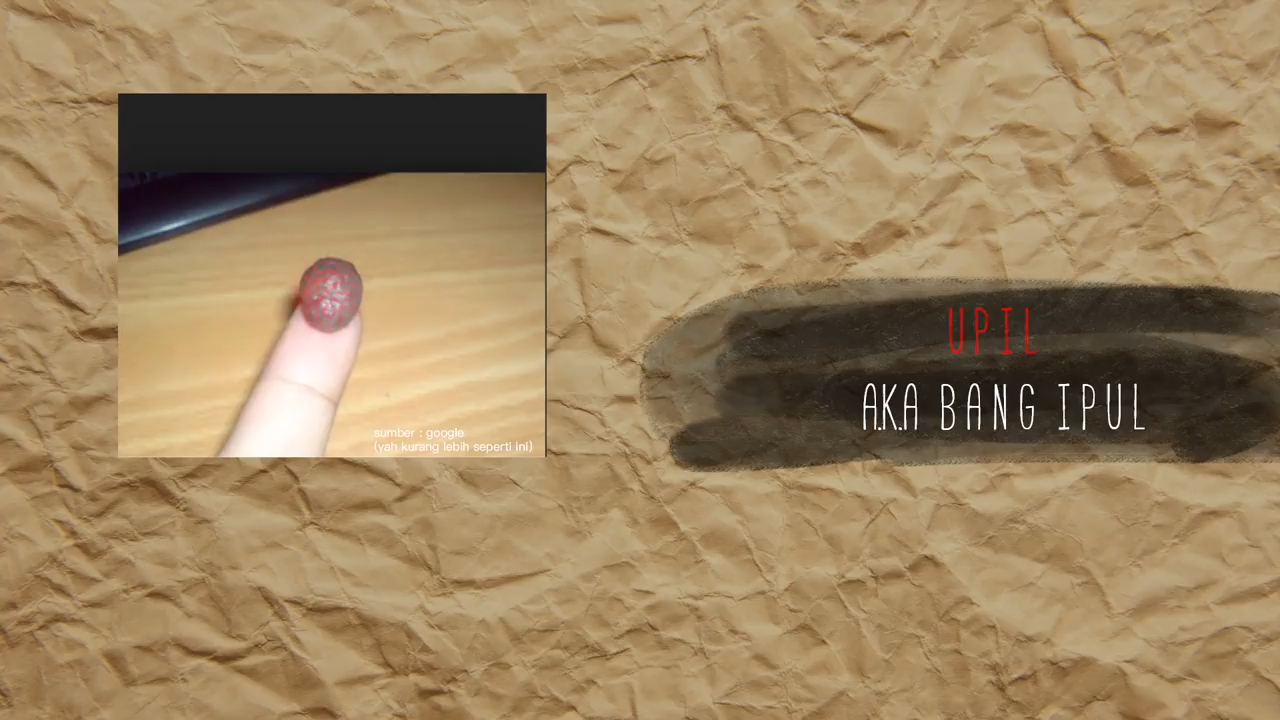 sumber : google
(yah kurang lebih seperti ini)
UPIL
A.K.A BANG IPUL